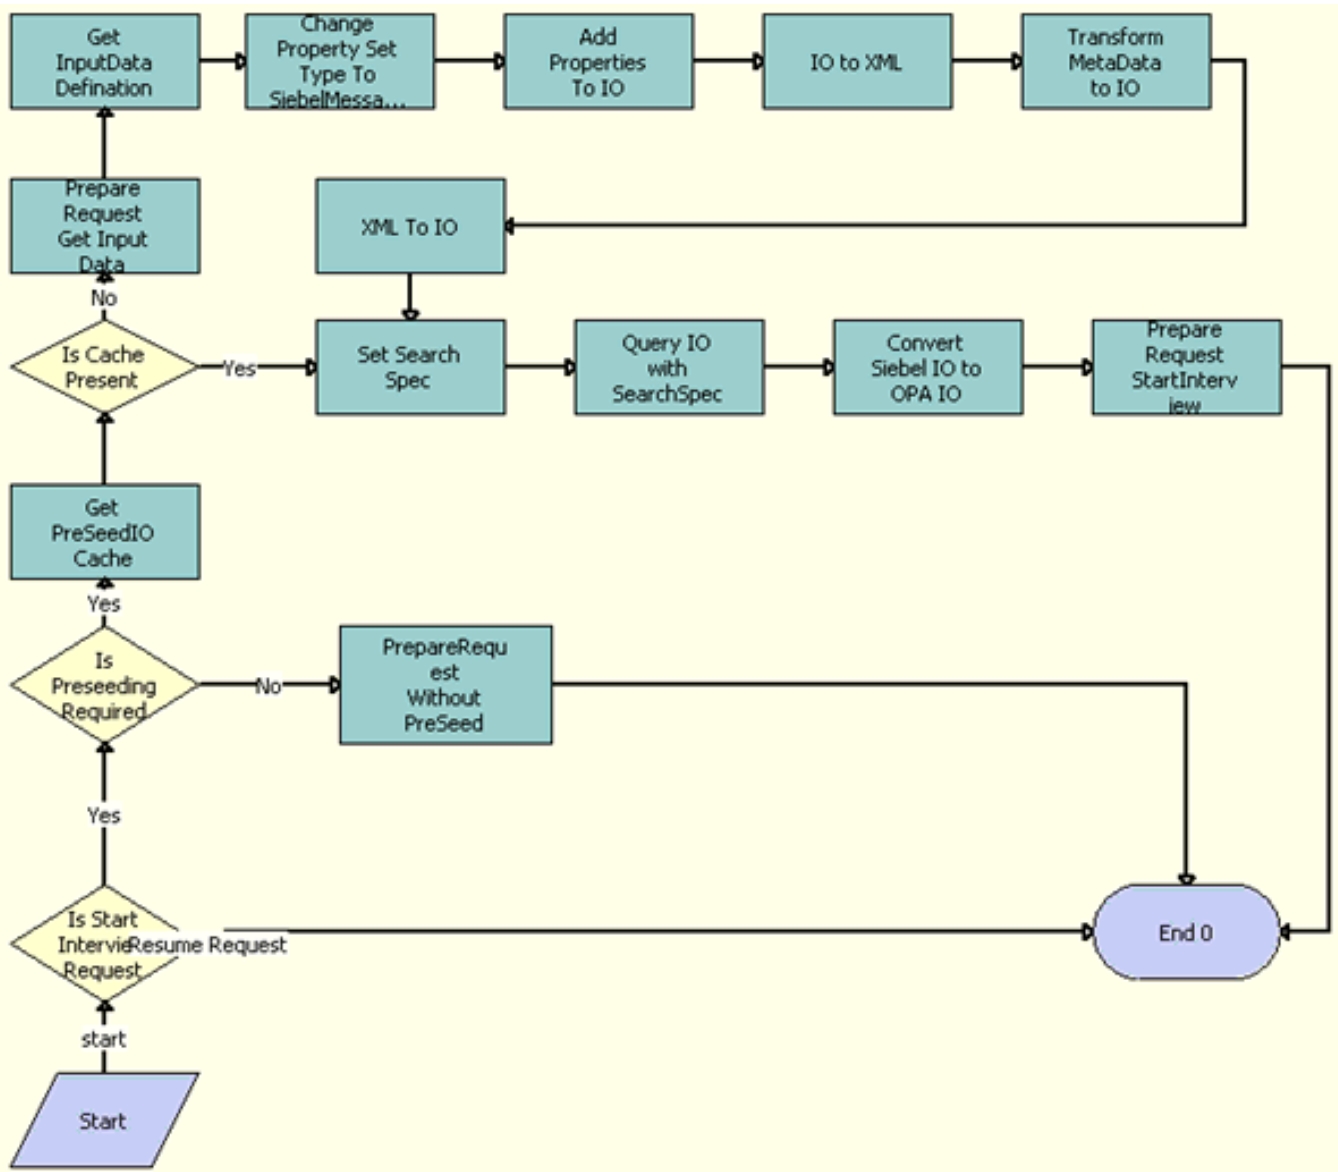 Get
InputData
Defination
Change
Property Set
Type To
SiebelMessa...
Add
Properties
To IO
IO to XML
Transform
MetaData
to IO
Prepare
Request
Get Input
Data
XML To IO
No
Is Cache
Present
Yes
Set Search
Spec
Query IO
with
SearchSpec
Convert
Siebel IO to
OPA IO
Prepare
Request
StartInterv
iew
Get
PreSeedIO
Cache
Yes
Is
Preseeding
Required
No
PrepareRequ
est
Without
PreSeed
Yes
Is Start
Intervie
Request
Resume Request
End 0
start
Start